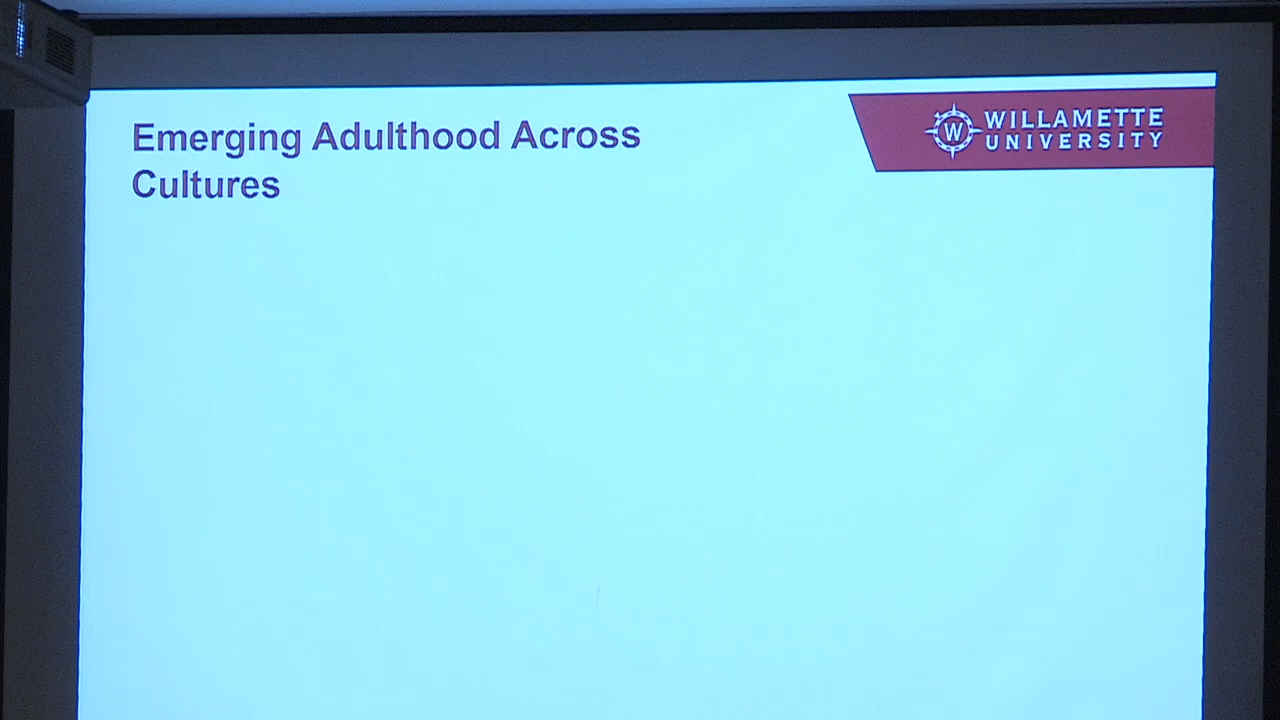 Emerging Adulthood Across
Cultures
W
WILLAMETTE
UNIVERSITY